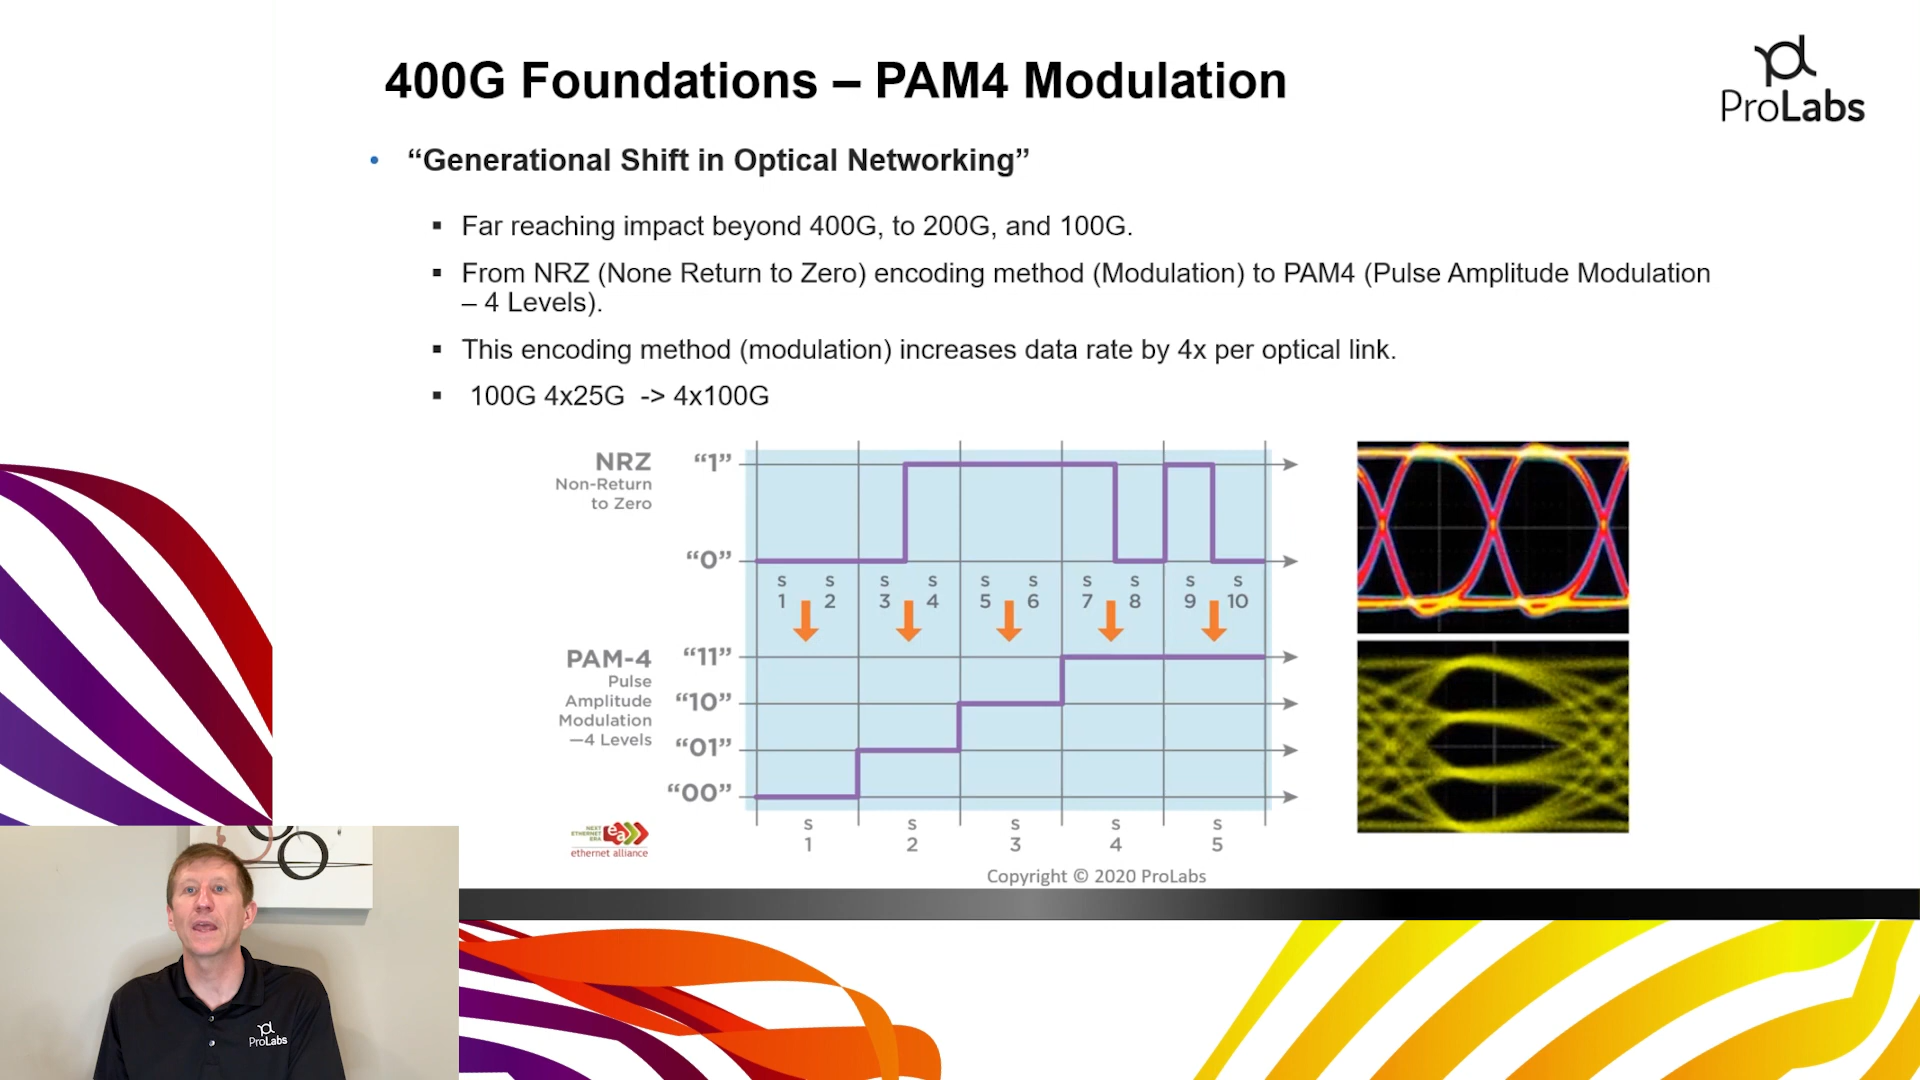 400G Foundations – PAM4 Modulation
ProLabs
• “Generational Shift in Optical Networking”
▪ Far reaching impact beyond 400G, to 200G, and 100G.
▪ From NRZ (None Return to Zero) encoding method (Modulation) to PAM4 (Pulse Amplitude Modulation
– 4 Levels).
▪ This encoding method (modulation) increases data rate by 4x per optical link.
▪ 100G 4x25G -> 4x100G
NRZ
Non-Return
to Zero
“1”
“0”
S S S S S S S S S S
1 2 3 4 5 6 7 8 9 10
PAM-4
Pulse
Amplitude
Modulation
—4 Levels
“11”
“10”
“01”
“00”
S S S S S
1 2 3 4 5
NEXT
ETHERNET
ERA
ea
ethernet alliance
Copyright © 2020 ProLabs
ProLabs